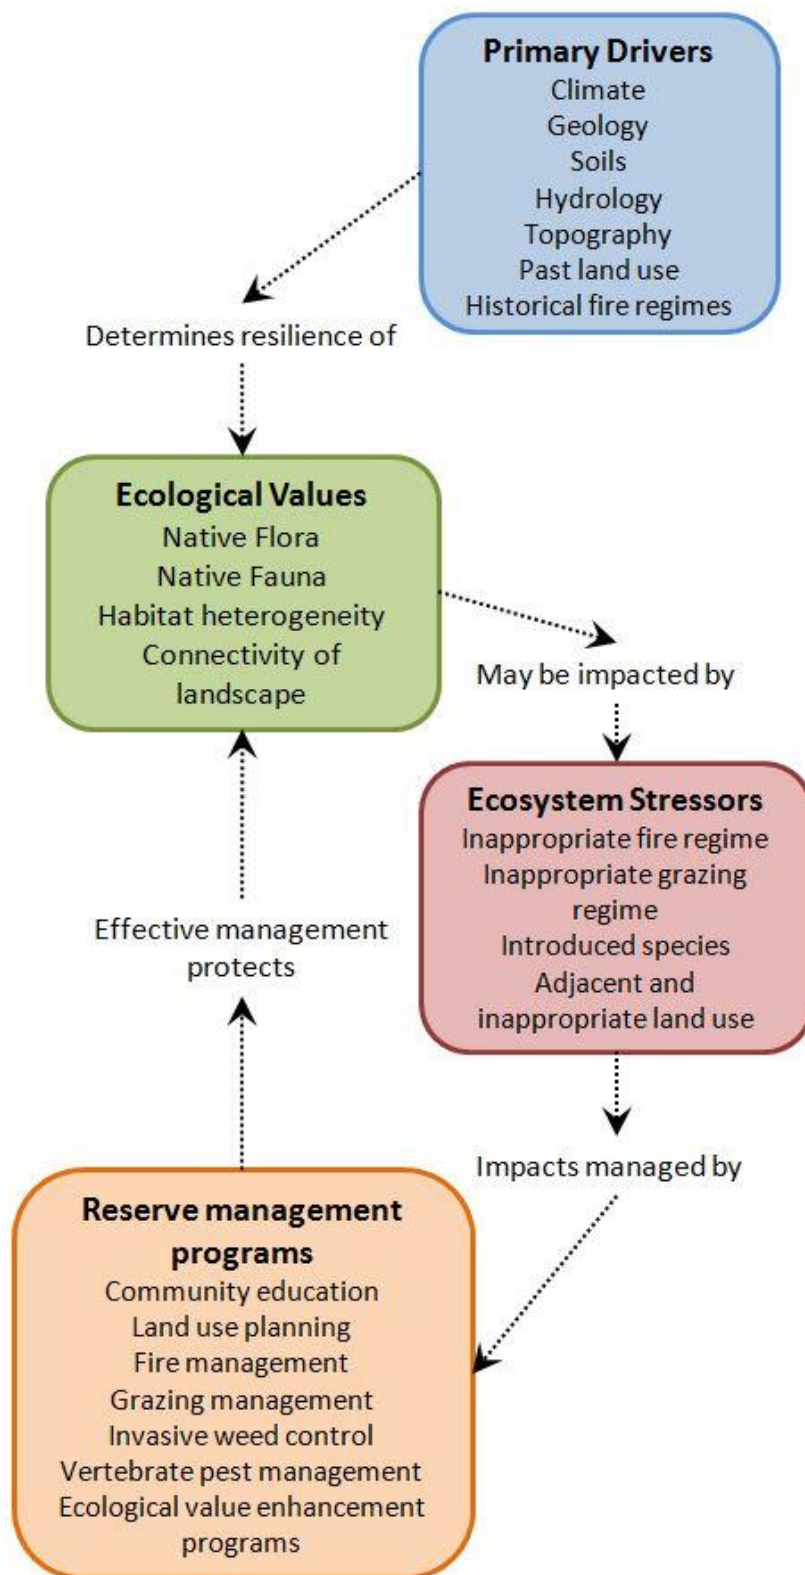 Primary Drivers
Climate
Geology
Soils
Hydrology
Topography
Past land use
Historical fire regimes
Determines resilience of
Ecological Values
Native Flora
Native Fauna
Habitat heterogeneity
Connectivity of
landscape
May be impacted by
Ecosystem Stressors
Inappropriate fire regime
Inappropriate grazing
regime
Introduced species
Adjacent and
inappropriate land use
Impacts managed by
Effective management
protects
Reserve management
programs
Community education
Land use planning
Fire management
Grazing management
Invasive weed control
Vertebrate pest management
Ecological value enhancement
programs